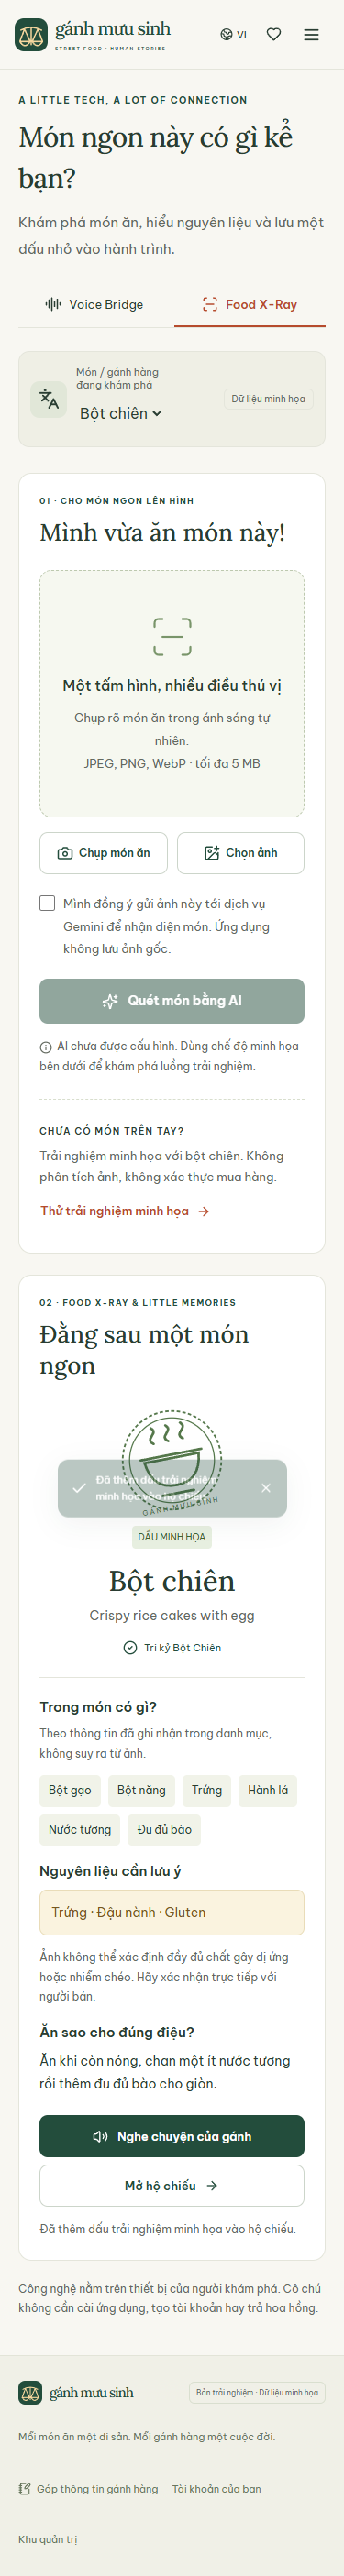 gánh mưu sinh
STREET FOOD · HUMAN STORIES
VI
A LITTLE TECH, A LOT OF CONNECTION
Món ngon này có gì kể
bạn?
Khám phá món ăn, hiểu nguyên liệu và lưu một
dấu nhỏ vào hành trình.
Voice Bridge
Food X-Ray
Món / gánh hàng
đang khám phá
Bột chiên
Dữ liệu minh họa
01 · CHO MÓN NGON LÊN HÌNH
Mình vừa ăn món này!
Một tấm hình, nhiều điều thú vị
Chụp rõ món ăn trong ánh sáng tự
nhiên.
JPEG, PNG, WebP · tối đa 5 MB
Chụp món ăn
Chọn ảnh
Mình đồng ý gửi ảnh này tới dịch vụ
Gemini để nhận diện món. Ứng dụng
không lưu ảnh gốc.
Quét món bằng AI
AI chưa được cấu hình. Dùng chế độ minh họa
bên dưới để khám phá luồng trải nghiệm.
CHƯA CÓ MÓN TRÊN TAY?
Trải nghiệm minh họa với bột chiên. Không
phân tích ảnh, không xác thực mua hàng.
Thử trải nghiệm minh họa
02 · FOOD X-RAY & LITTLE MEMORIES
Đằng sau một món
ngon
Đã thêm dấu trải nghiệm
minh họa vào hộ chiếu.
GÁNH MƯU SINH
DẤU MINH HỌA
Bột chiên
Crispy rice cakes with egg
Tri kỷ Bột Chiên
Trong món có gì?
Theo thông tin đã ghi nhận trong danh mục,
không suy ra từ ảnh.
Bột gạo
Bột năng
Trứng
Hành lá
Nước tương
Đu đủ bào
Nguyên liệu cần lưu ý
Trứng · Đậu nành · Gluten
Ảnh không thể xác định đầy đủ chất gây dị ứng
hoặc nhiễm chéo. Hãy xác nhận trực tiếp với
người bán.
Ăn sao cho đúng điệu?
Ăn khi còn nóng, chan một ít nước tương
rồi thêm đu đủ bào cho giòn.
Nghe chuyện của gánh
Mở hộ chiếu
Đã thêm dấu trải nghiệm minh họa vào hộ chiếu.
Công nghệ nằm trên thiết bị của người khám phá. Cô chú
không cần cài ứng dụng, tạo tài khoản hay trả hoa hồng.
gánh mưu sinh
Bản trải nghiệm · Dữ liệu minh họa
Mỗi món ăn một di sản. Mỗi gánh hàng một cuộc đời.
Góp thông tin gánh hàng
Tài khoản của bạn
Khu quản trị